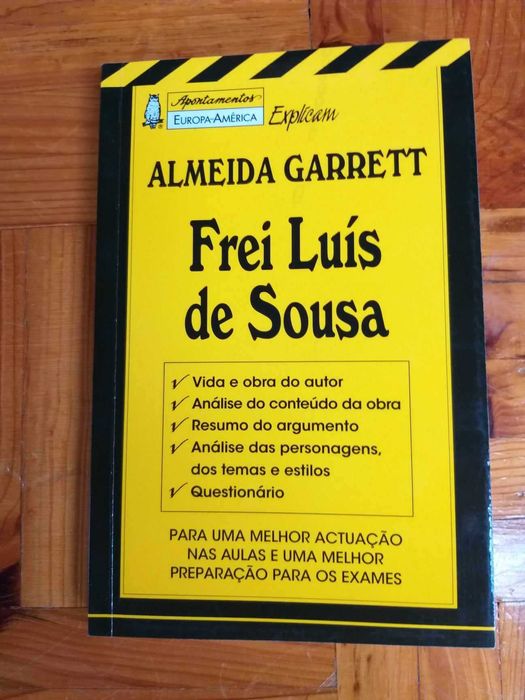 Apontamentos
EUROPA-AMÉRICA
Explicam
ALMEIDA GARRETT
Frei Luís
de Sousa
Vida e obra do autor
Análise do conteúdo da obra
Resumo do argumento
Análise das personagens,
dos temas e estilos
Questionário
PARA UMA MELHOR ACTUAÇÃO
NAS AULAS E UMA MELHOR
PREPARAÇÃO PARA OS EXAMES